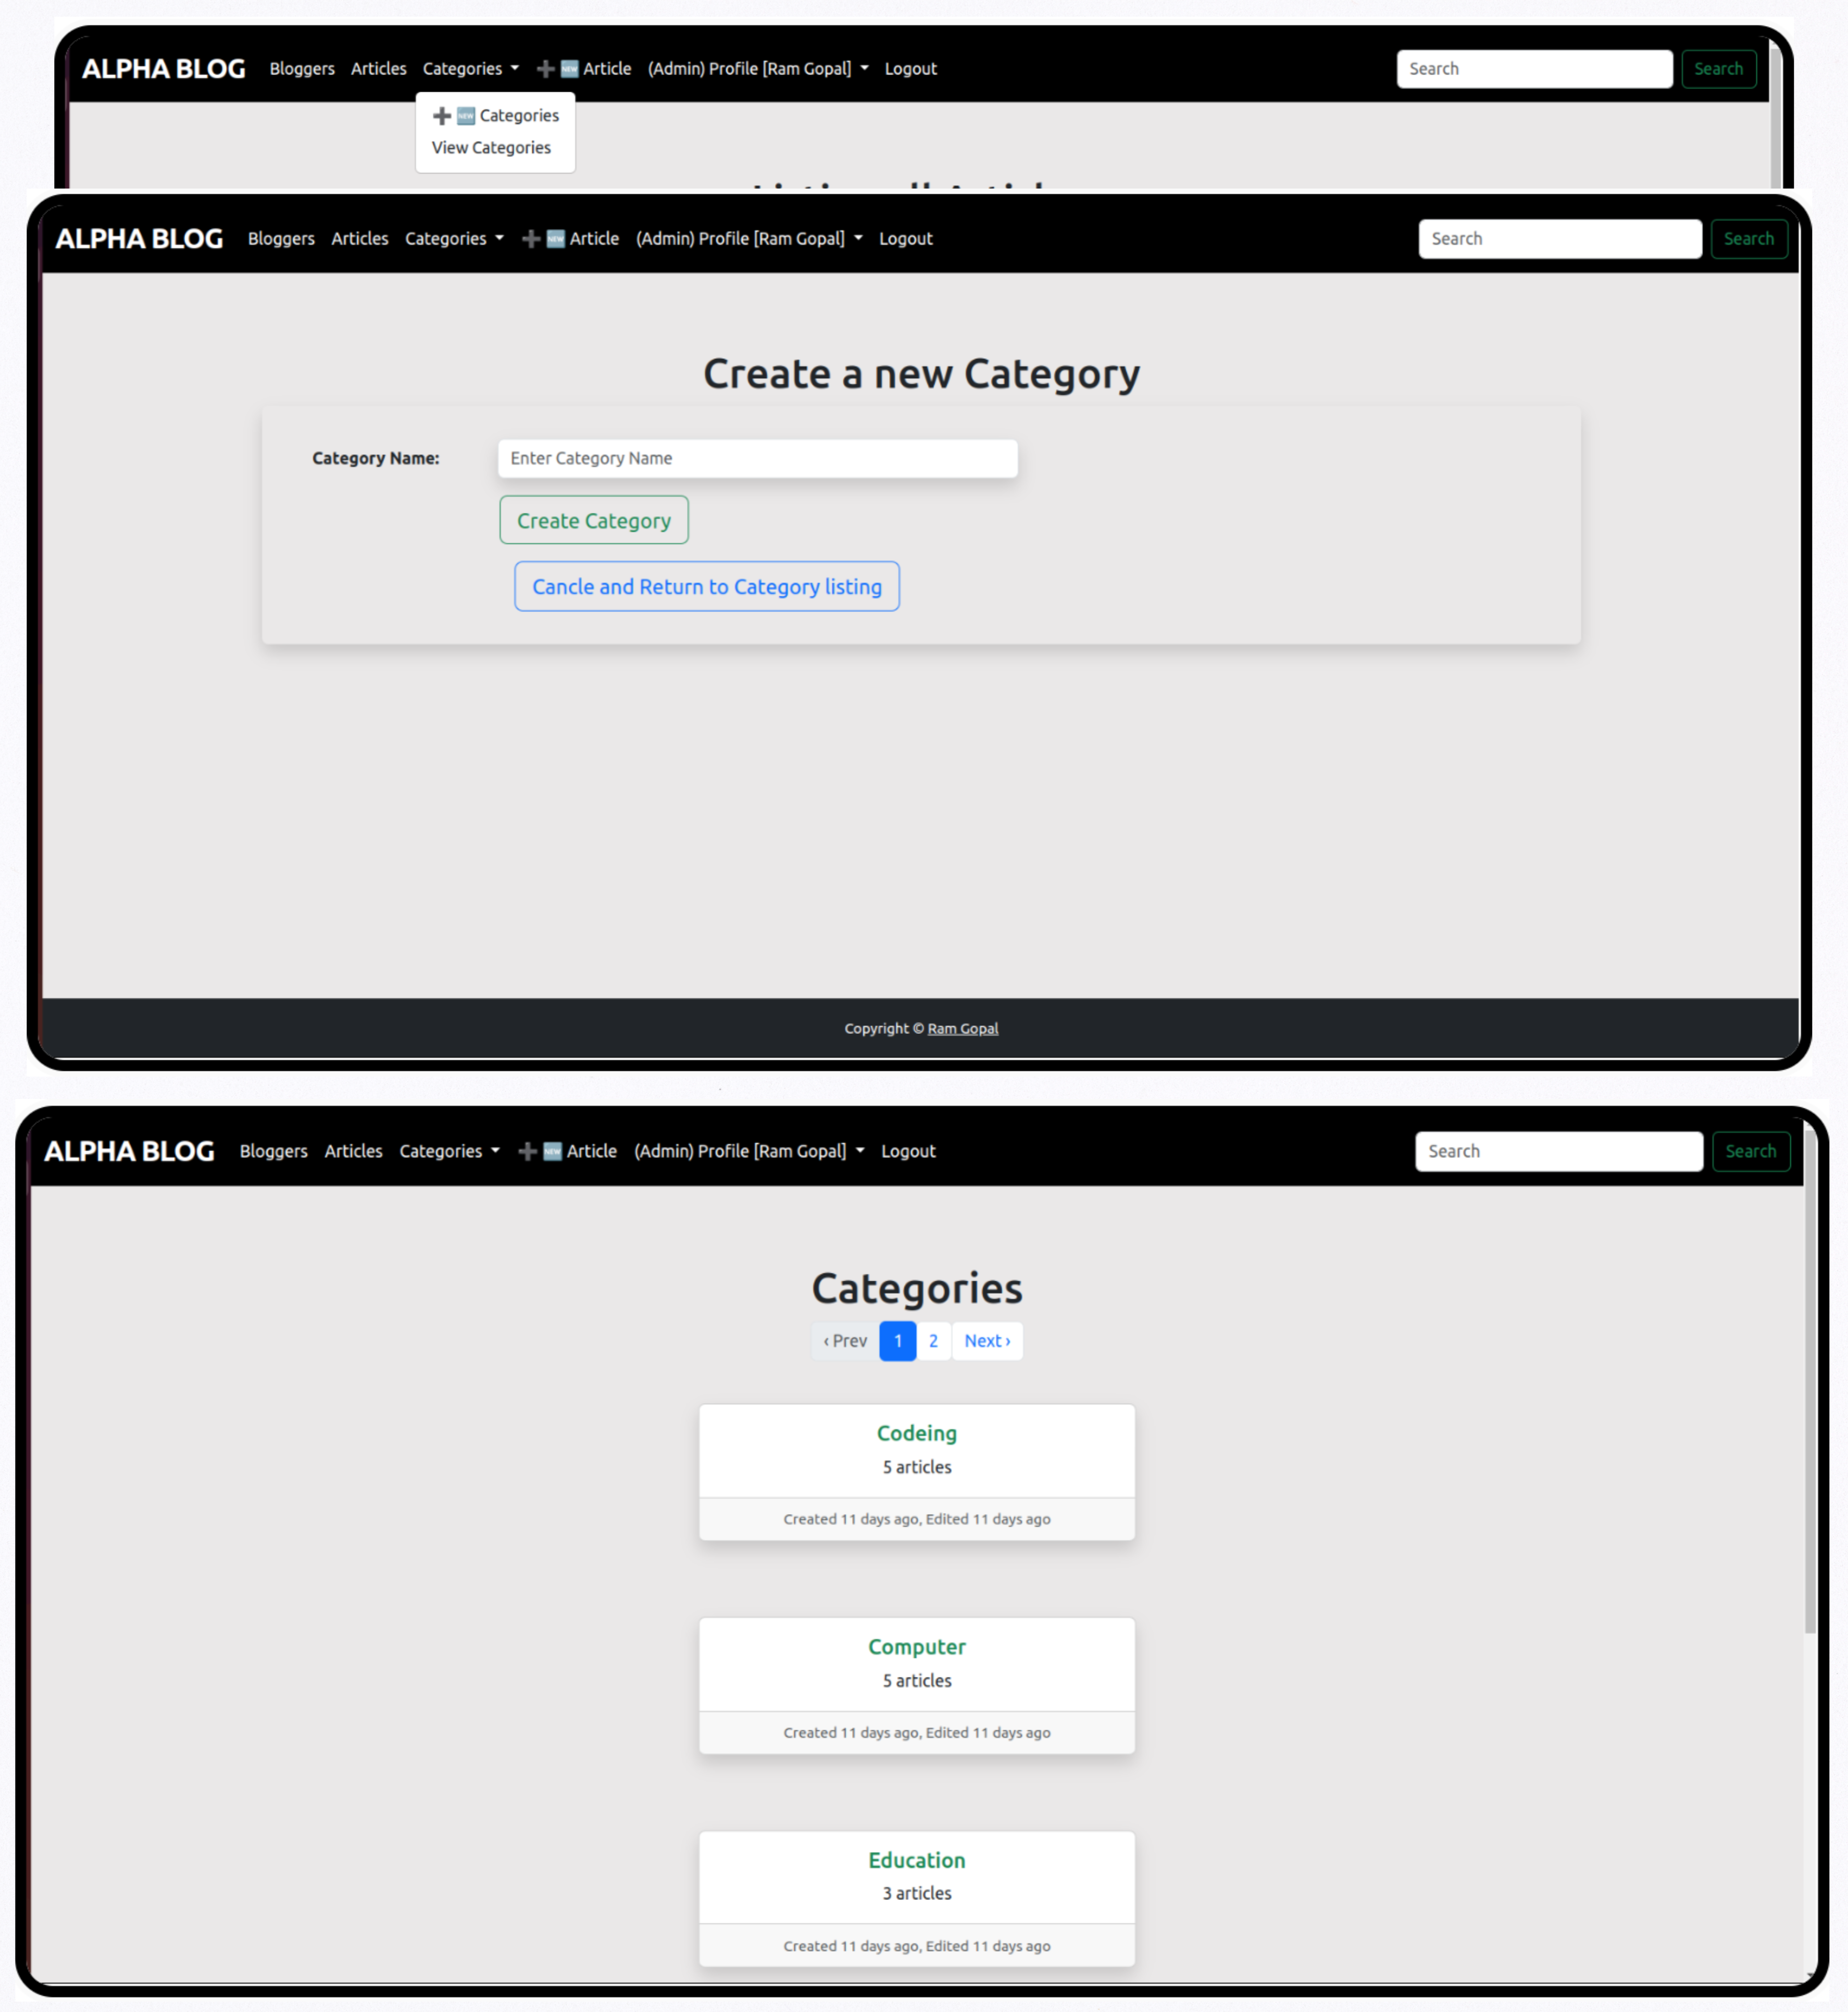 ALPHA BLOG Bloggers Articles Categories ➕ 🆕 Article (Admin) Profile [Ram Gopal] Logout Search Search
➕ 🆕 Categories
View Categories
ALPHA BLOG Bloggers Articles Categories ➕ 🆕 Article (Admin) Profile [Ram Gopal] Logout Search Search
Create a new Category
Category Name: Enter Category Name
Create Category
Cancle and Return to Category listing
Copyright © Ram Gopal
ALPHA BLOG Bloggers Articles Categories ➕ 🆕 Article (Admin) Profile [Ram Gopal] Logout Search Search
Categories
‹ Prev 1 2 Next ›
Codeing
5 articles
Created 11 days ago, Edited 11 days ago
Computer
5 articles
Created 11 days ago, Edited 11 days ago
Education
3 articles
Created 11 days ago, Edited 11 days ago